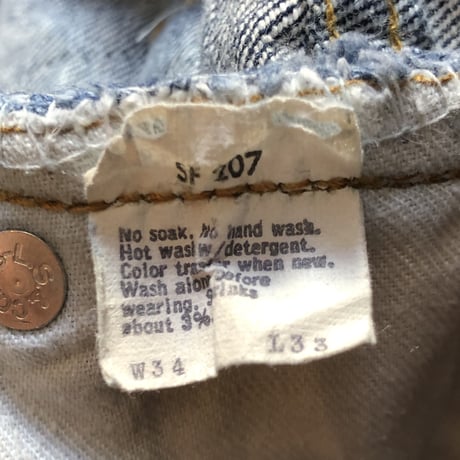 SF 207
No soak. No hand wash.
Hot wash w/detergent.
Color transfer when new.
Wash alone before
wearing. Shrinks
about 3%
W34 L33